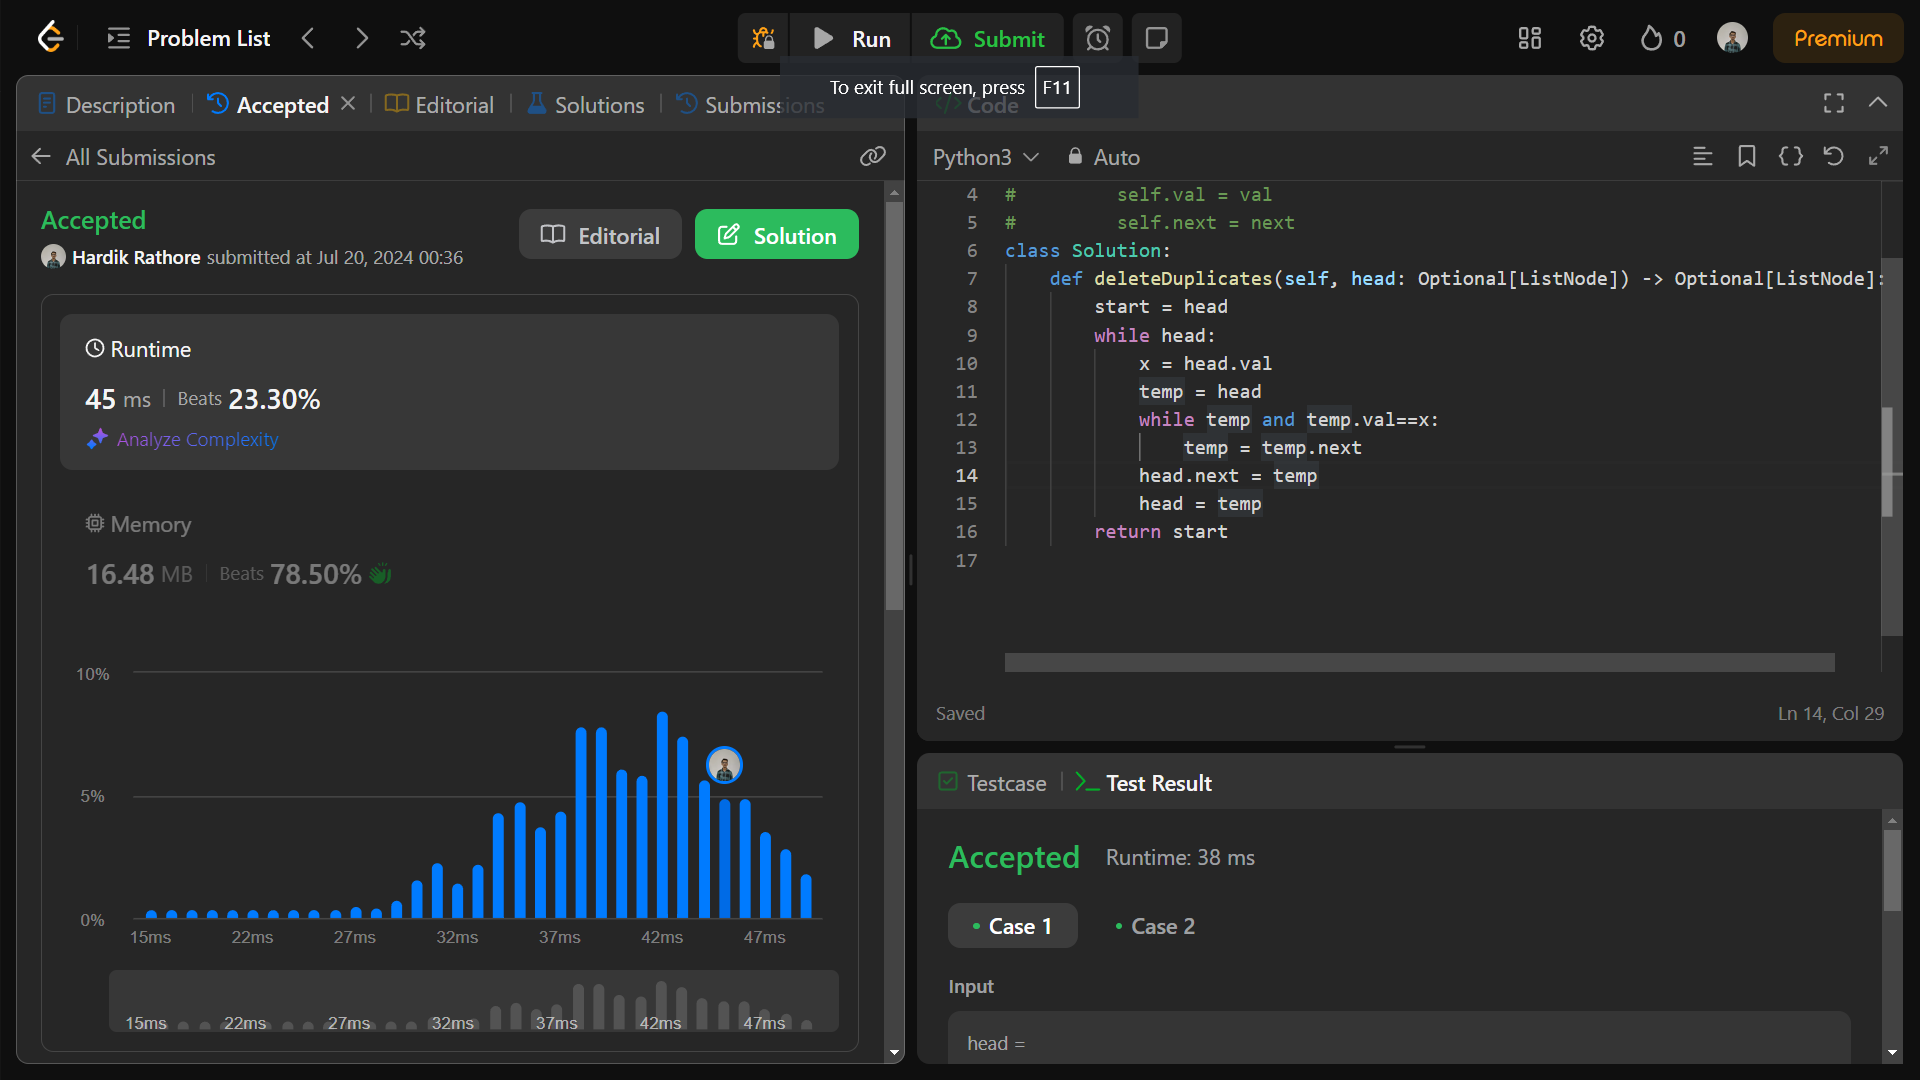 Problem List
Run
Submit
0
Premium
To exit full screen, press F11
Description
Accepted
Editorial
Solutions
Submissions
Code
All Submissions
Accepted
Hardik Rathore submitted at Jul 20, 2024 00:36
Editorial
Solution
Runtime
45 ms
Beats 23.30%
Analyze Complexity
Memory
16.48 MB
Beats 78.50%
10%
5%
0%
15ms 22ms 27ms 32ms 37ms 42ms 47ms
15ms 22ms 27ms 32ms 37ms 42ms 47ms
Python3
Auto
4 #         self.val = val
5 #         self.next = next
6 class Solution:
7     def deleteDuplicates(self, head: Optional[ListNode]) -> Optional[ListNode]:
8         start = head
9         while head:
10             x = head.val
11             temp = head
12             while temp and temp.val==x:
13                 temp = temp.next
14             head.next = temp
15             head = temp
16         return start
17
Saved
Ln 14, Col 29
Testcase
Test Result
Accepted
Runtime: 38 ms
Case 1
Case 2
Input
head =